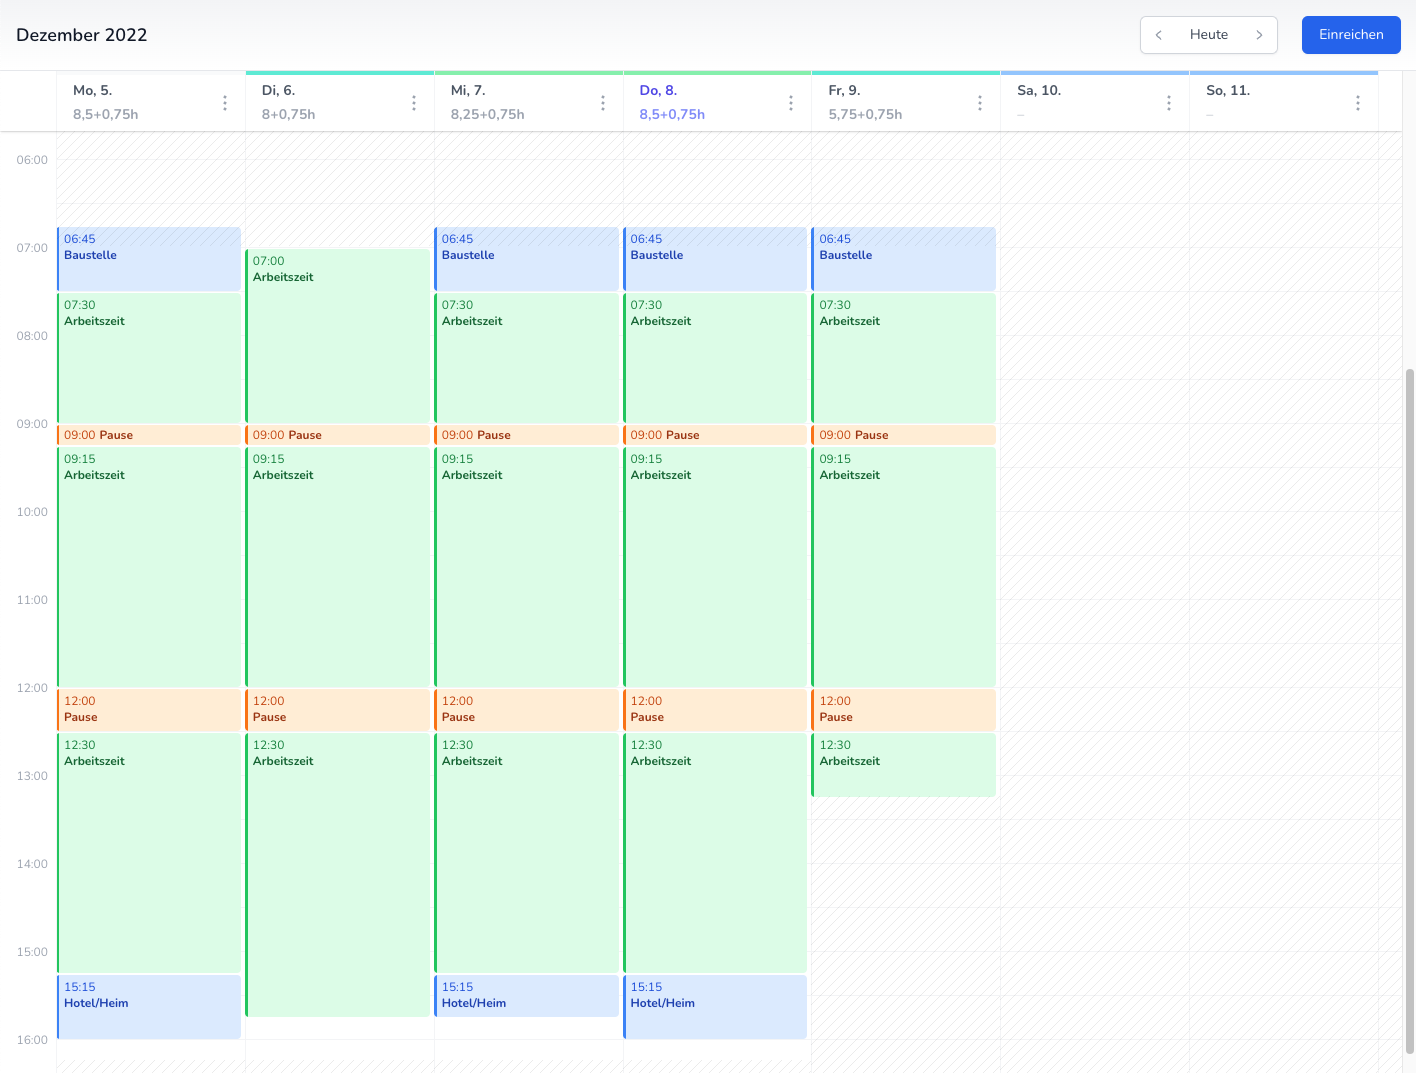 Dezember 2022
Heute
Einreichen
Mo, 5.
8,5+0,75h
Di, 6.
8+0,75h
Mi, 7.
8,25+0,75h
Do, 8.
8,5+0,75h
Fr, 9.
5,75+0,75h
Sa, 10.
–
So, 11.
–
06:00
07:00
08:00
09:00
10:00
11:00
12:00
13:00
14:00
15:00
16:00
06:45
Baustelle
07:30
Arbeitszeit
09:00 Pause
09:15
Arbeitszeit
12:00
Pause
12:30
Arbeitszeit
15:15
Hotel/Heim
07:00
Arbeitszeit
09:00 Pause
09:15
Arbeitszeit
12:00
Pause
12:30
Arbeitszeit
06:45
Baustelle
07:30
Arbeitszeit
09:00 Pause
09:15
Arbeitszeit
12:00
Pause
12:30
Arbeitszeit
15:15
Hotel/Heim
06:45
Baustelle
07:30
Arbeitszeit
09:00 Pause
09:15
Arbeitszeit
12:00
Pause
12:30
Arbeitszeit
15:15
Hotel/Heim
06:45
Baustelle
07:30
Arbeitszeit
09:00 Pause
09:15
Arbeitszeit
12:00
Pause
12:30
Arbeitszeit